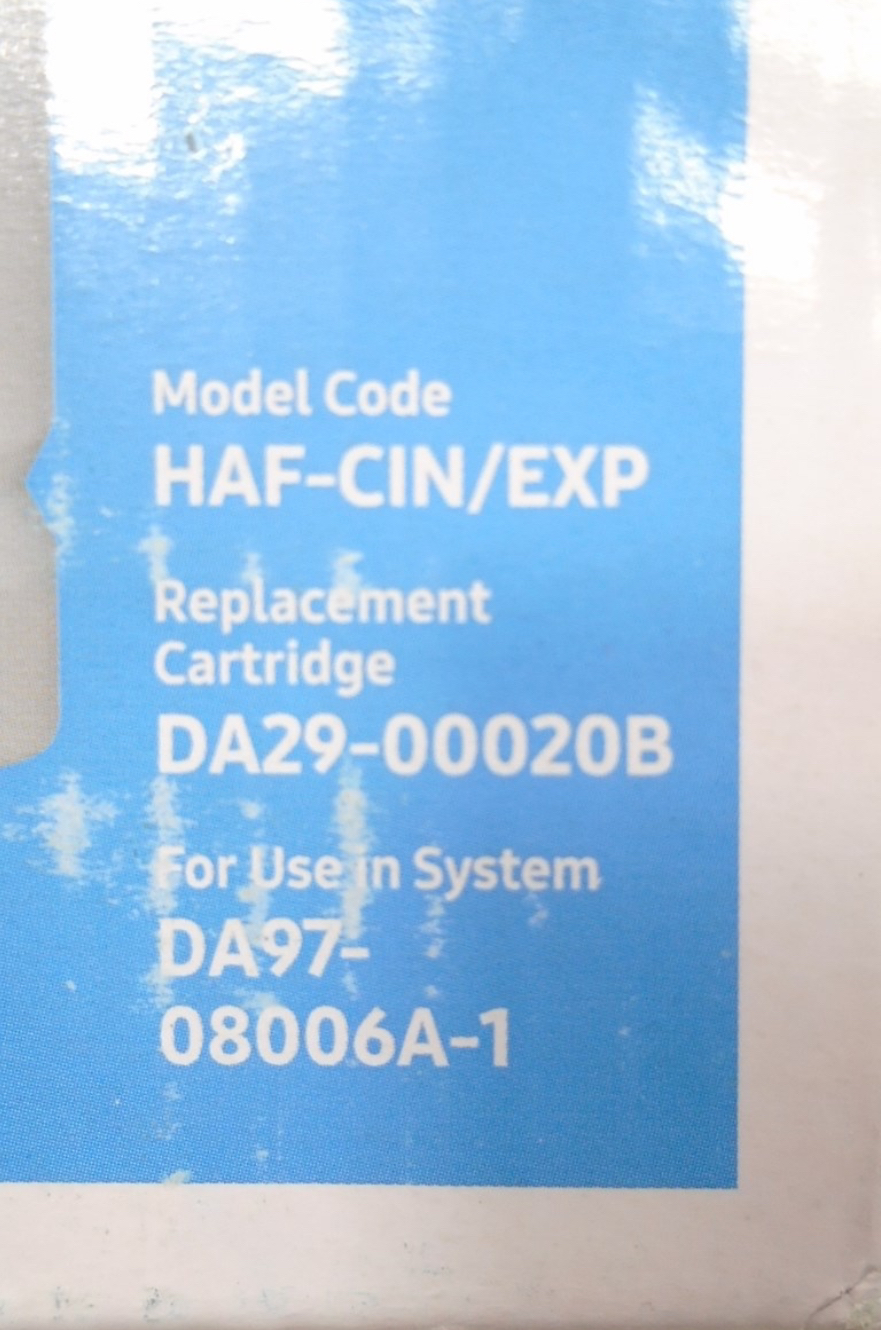 Model Code
HAF-CIN/EXP
Replacement
Cartridge
DA29-00020B
For Use in System
DA97-
08006A-1